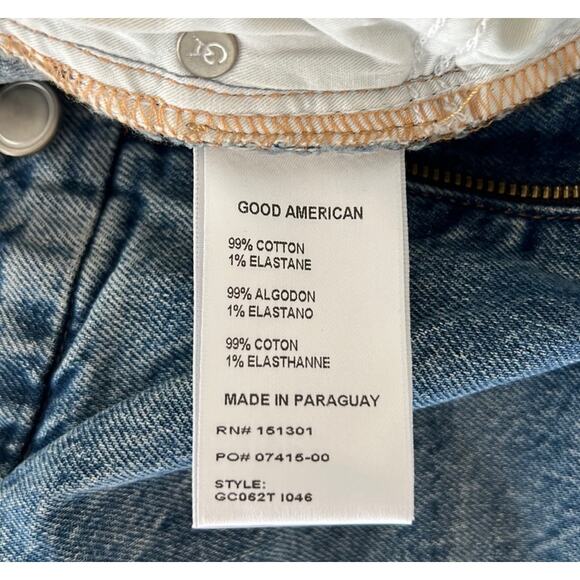 GOOD AMERICAN
99% COTTON
1% ELASTANE
99% ALGODON
1% ELASTANO
99% COTON
1% ELASTHANNE
MADE IN PARAGUAY
RN# 151301
PO# 07415-00
STYLE:
GC062T I046